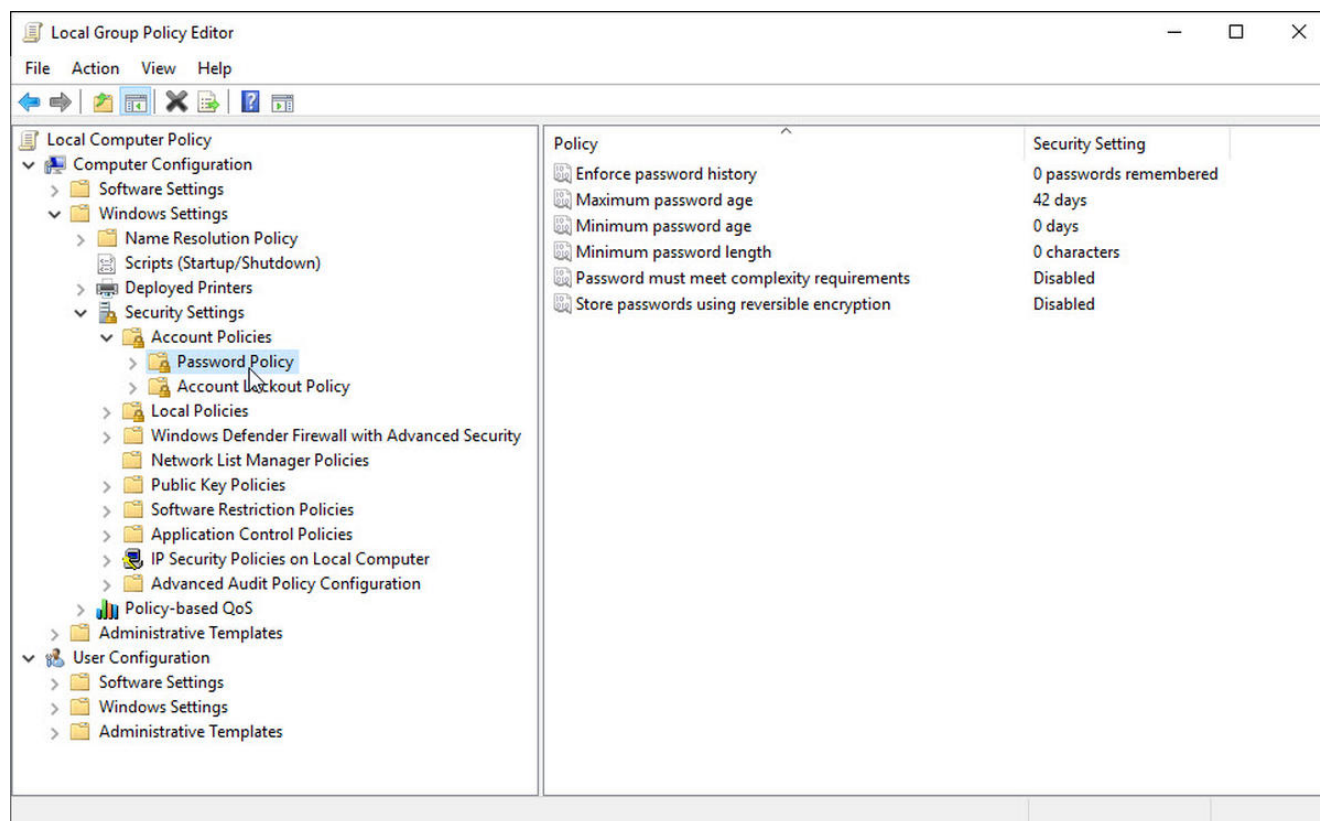 Local Group Policy Editor
File Action View Help
Local Computer Policy
Computer Configuration
Software Settings
Windows Settings
Name Resolution Policy
Scripts (Startup/Shutdown)
Deployed Printers
Security Settings
Account Policies
Password Policy
Account Lockout Policy
Local Policies
Windows Defender Firewall with Advanced Security
Network List Manager Policies
Public Key Policies
Software Restriction Policies
Application Control Policies
IP Security Policies on Local Computer
Advanced Audit Policy Configuration
Policy-based QoS
Administrative Templates
User Configuration
Software Settings
Windows Settings
Administrative Templates
Policy Security Setting
Enforce password history 0 passwords remembered
Maximum password age 42 days
Minimum password age 0 days
Minimum password length 0 characters
Password must meet complexity requirements Disabled
Store passwords using reversible encryption Disabled